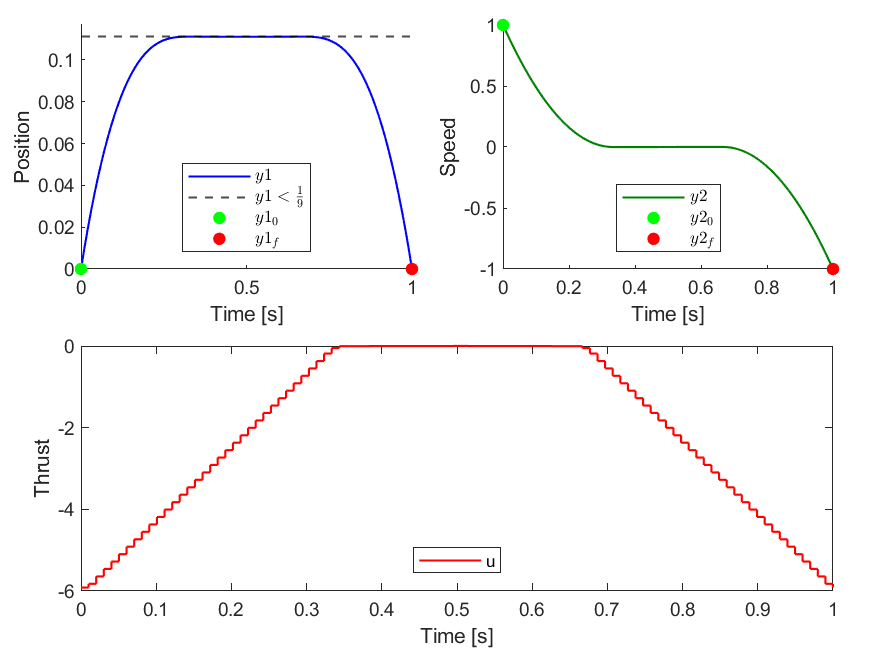 0.1
0.08
0.06
0.04
0.02
0
Position
y1
y1 < 1/9
y1₀
y1_f
0 0.5 1
Time [s]
1
0.5
0
-0.5
-1
Speed
y2
y2₀
y2_f
0 0.2 0.4 0.6 0.8 1
Time [s]
0
-2
-4
-6
Thrust
u
0 0.1 0.2 0.3 0.4 0.5 0.6 0.7 0.8 0.9 1
Time [s]